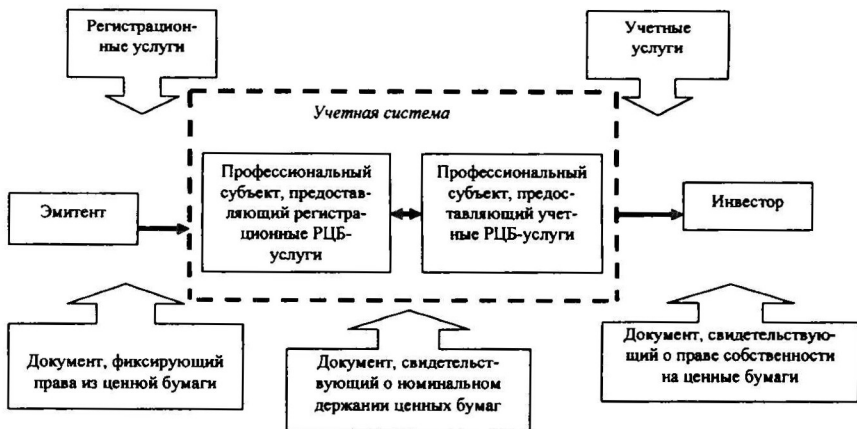 Регистрацион-
ные услуги
Учетные
услуги
Учетная система
Эмитент
Профессиональный
субъект, предостав-
ляющий регистра-
ционные РЦБ-
услуги
Профессиональный
субъект, предос-
тавляющий учет-
ные РЦБ-услуги
Инвестор
Документ, фиксирующий
права из ценной бумаги
Документ, свидетельст-
вующий о номинальном
держании ценных бумаг
Документ, свидетельствую-
щий о праве собственности
на ценные бумаги